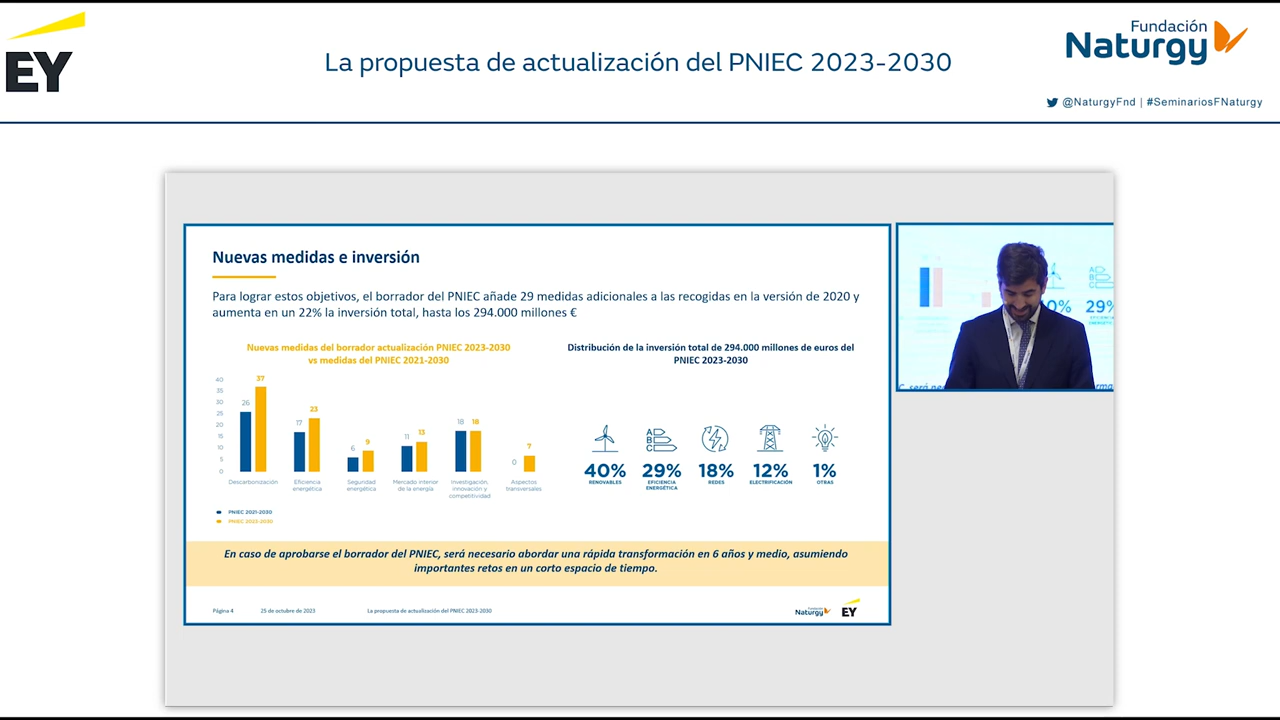 EY
La propuesta de actualización del PNIEC 2023-2030
Fundación
Naturgy
@NaturgyFnd | #SeminariosFNaturgy
Nuevas medidas e inversión
Para lograr estos objetivos, el borrador del PNIEC añade 29 medidas adicionales a las recogidas en la versión de 2020 y
aumenta en un 22% la inversión total, hasta los 294.000 millones €
Nuevas medidas del borrador actualización PNIEC 2023-2030
vs medidas del PNIEC 2021-2030
40
35
30
25
20
15
10
5
0
26
37
17
23
6
9
11
13
18
18
0
7
Descarbonización
Eficiencia
energética
Seguridad
energética
Mercado interior
de la energía
Investigación,
innovación y
competitividad
Aspectos
transversales
PNIEC 2021-2030
PNIEC 2023-2030
Distribución de la inversión total de 294.000 millones de euros del
PNIEC 2023-2030
A
B
C
40%
RENOVABLES
29%
EFICIENCIA
ENERGÉTICA
18%
REDES
12%
ELECTRIFICACIÓN
1%
OTRAS
En caso de aprobarse el borrador del PNIEC, será necesario abordar una rápida transformación en 6 años y medio, asumiendo
importantes retos en un corto espacio de tiempo.
Página 4
25 de octubre de 2023
La propuesta de actualización del PNIEC 2023-2030
Fundación
Naturgy
EY
A
B
C
0%
29%
EFICIENCIA